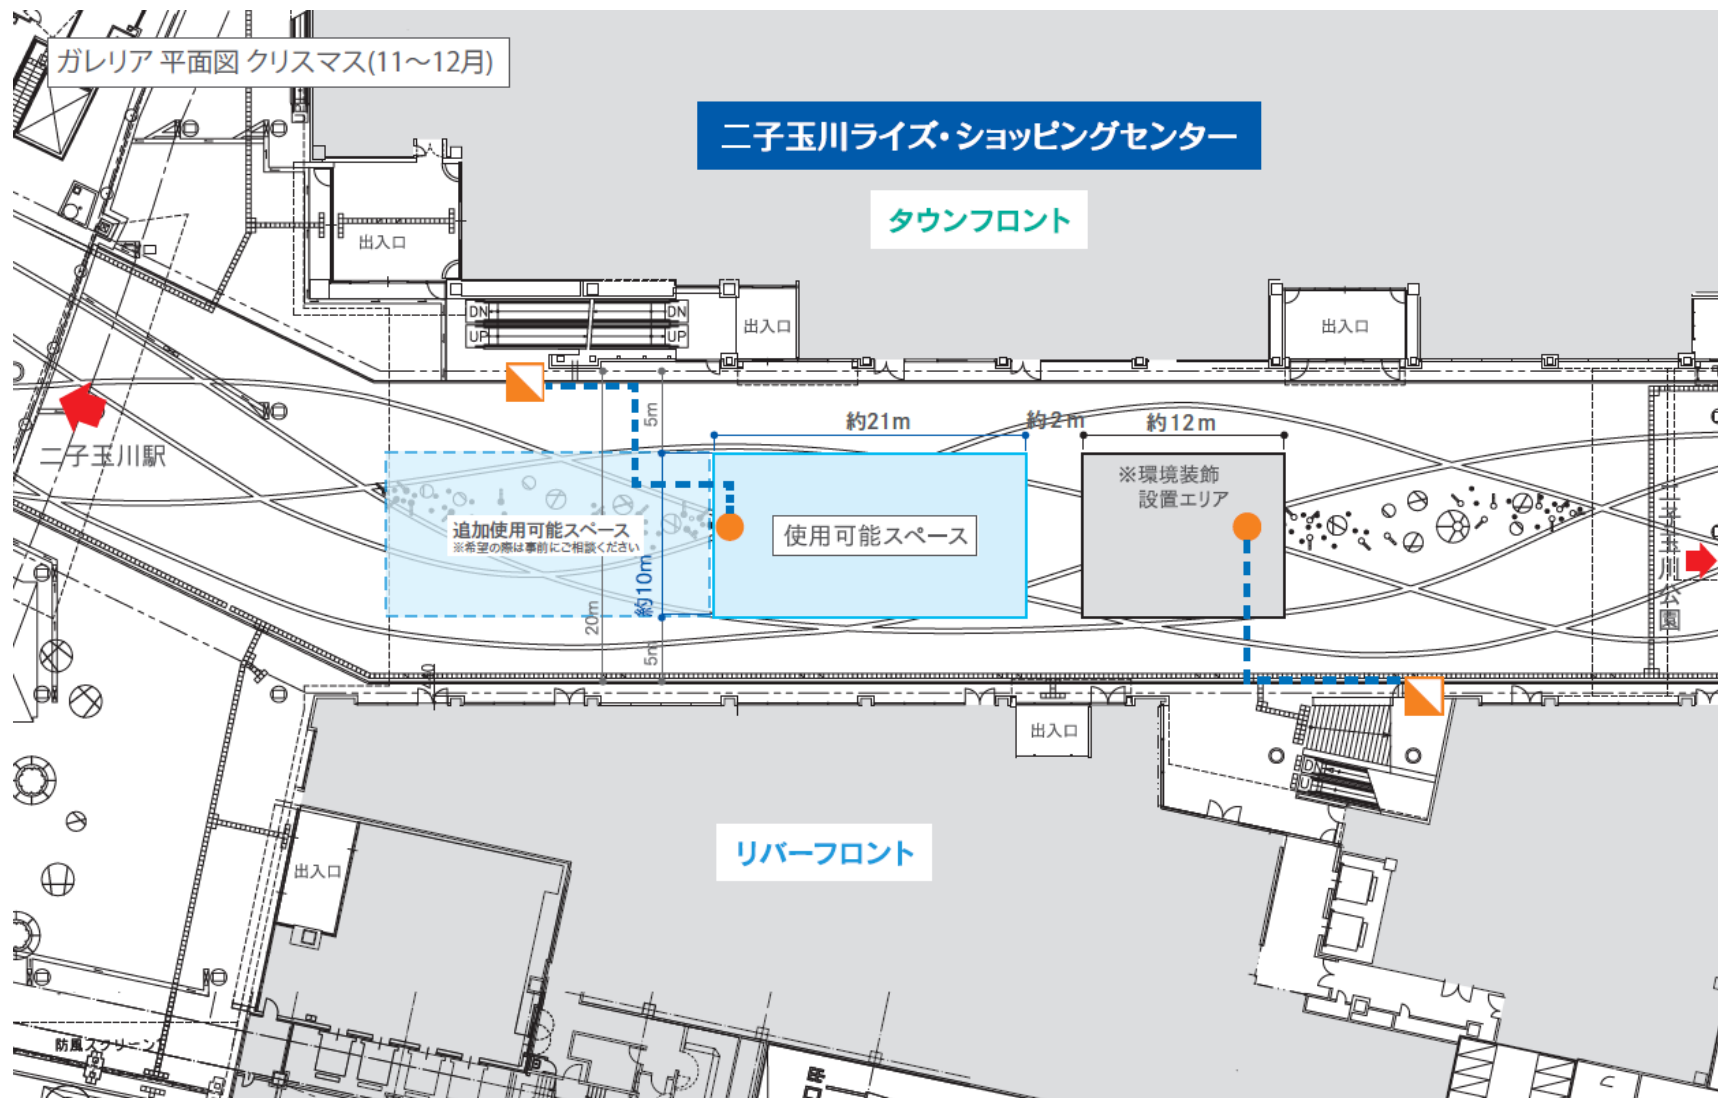 ガレリア 平面図 クリスマス(11～12月)
二子玉川ライズ・ショッピングセンター
タウンフロント
出入口
DN
DN
UP
UP
出入口
出入口
5m
約21m
約2m
約12m
二子玉川駅
※環境装飾
設置エリア
追加使用可能スペース
※希望の際は事前にご相談ください
使用可能スペース
約10m
20m
5m
二子玉川公園
出入口
DN
リバーフロント
出入口
防風スクリーン